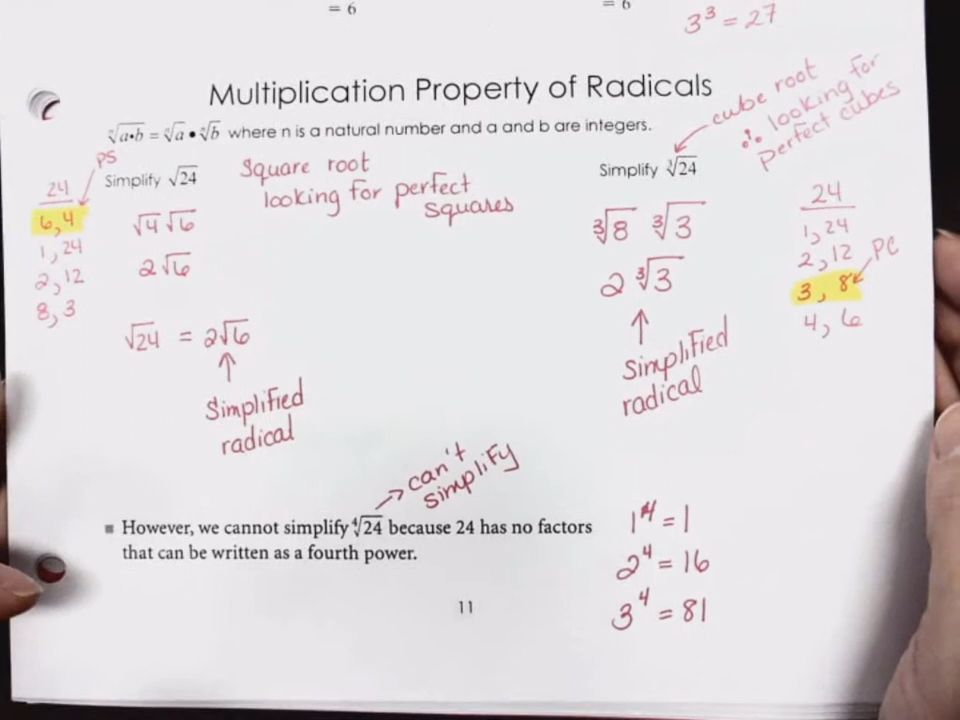 = 6
= 6
3³ = 27
Multiplication Property of Radicals
ⁿ√a•b = ⁿ√a • ⁿ√b where n is a natural number and a and b are integers.
cube root
∴ looking for
perfect cubes
PS
Simplify √24
Square root
looking for perfect
squares
24
6, 4
1, 24
2, 12
8, 3
√4 √6
2 √6
√24 = 2√6
Simplified
radical
Simplify ³√24
³√8 ³√3
2 ³√3
Simplified
radical
24
1, 24
2, 12
PC
3, 8
4, 6
can't
simplify
■ However, we cannot simplify ⁴√24 because 24 has no factors
that can be written as a fourth power.
1⁴ = 1
2⁴ = 16
3⁴ = 81
11